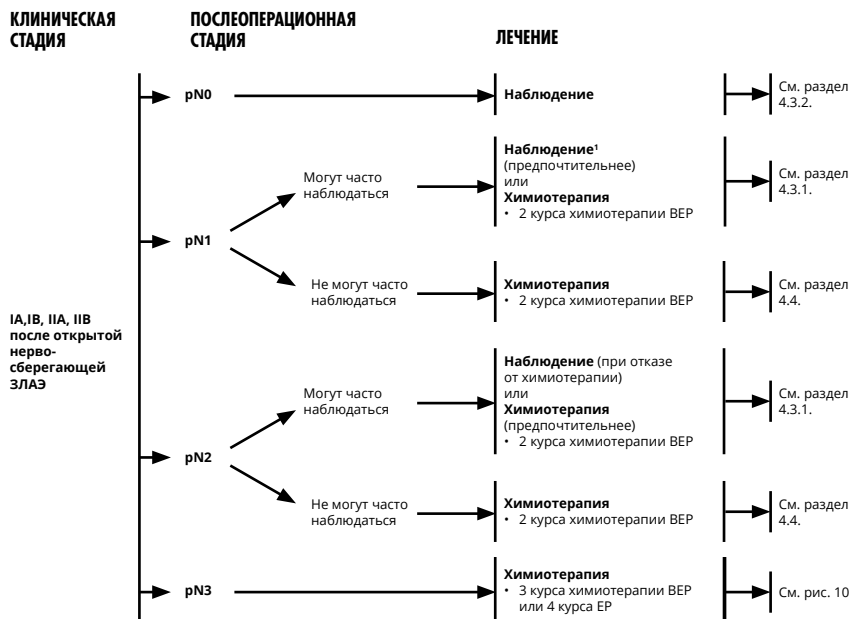 КЛИНИЧЕСКАЯ
СТАДИЯ
ПОСЛЕОПЕРАЦИОННАЯ
СТАДИЯ
ЛЕЧЕНИЕ
IA,IB, IIA, IIB
после открытой
нерво-
сберегающей
ЗЛАЭ
pN0
Наблюдение
См. раздел
4.3.2.
pN1
Могут часто
наблюдаться
Наблюдение¹
(предпочтительнее)
или
Химиотерапия
• 2 курса химиотерапии BEP
См. раздел
4.3.1.
Не могут часто
наблюдаться
Химиотерапия
• 2 курса химиотерапии BEP
См. раздел
4.4.
pN2
Могут часто
наблюдаться
Наблюдение (при отказе
от химиотерапии)
или
Химиотерапия
(предпочтительнее)
• 2 курса химиотерапии BEP
См. раздел
4.3.1.
Не могут часто
наблюдаться
Химиотерапия
• 2 курса химиотерапии BEP
См. раздел
4.4.
pN3
Химиотерапия
• 3 курса химиотерапии BEP
или 4 курса EP
См. рис. 10